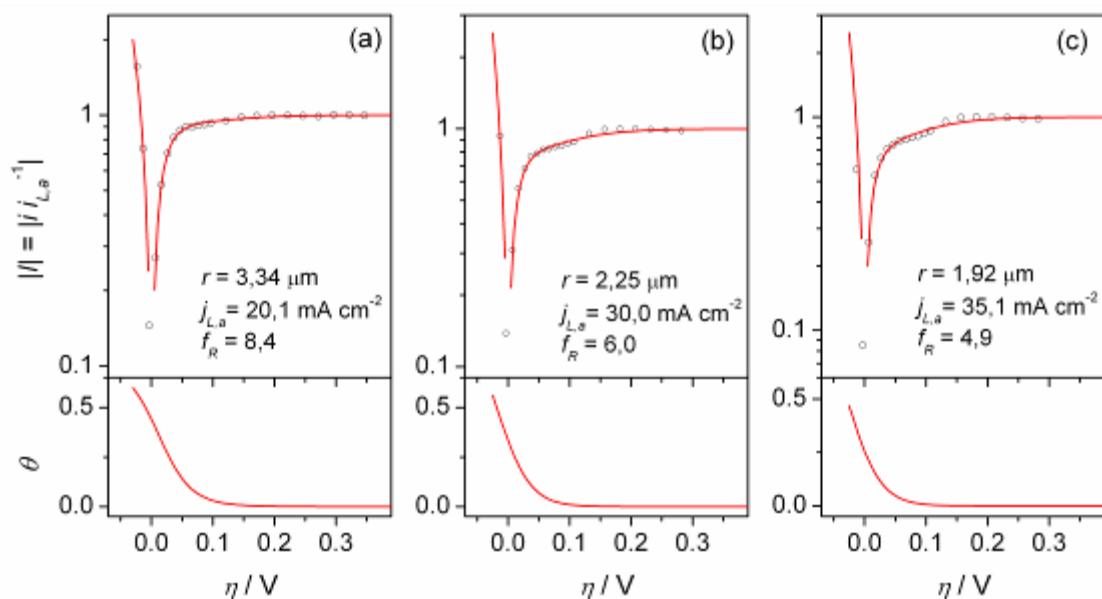 (a)
(b)
(c)
|I| = |i i_{L,a}^{-1}|
1
0.1
1
0.1
1
0.1
r = 3,34 μm
j_{L,a} = 20,1 mA cm^{-2}
f_R = 8,4
r = 2,25 μm
j_{L,a} = 30,0 mA cm^{-2}
f_R = 6,0
r = 1,92 μm
j_{L,a} = 35,1 mA cm^{-2}
f_R = 4,9
θ
0.5
0.0
0.5
0.0
0.5
0.0
0.0 0.1 0.2 0.3
0.0 0.1 0.2 0.3
0.0 0.1 0.2 0.3
η / V
η / V
η / V